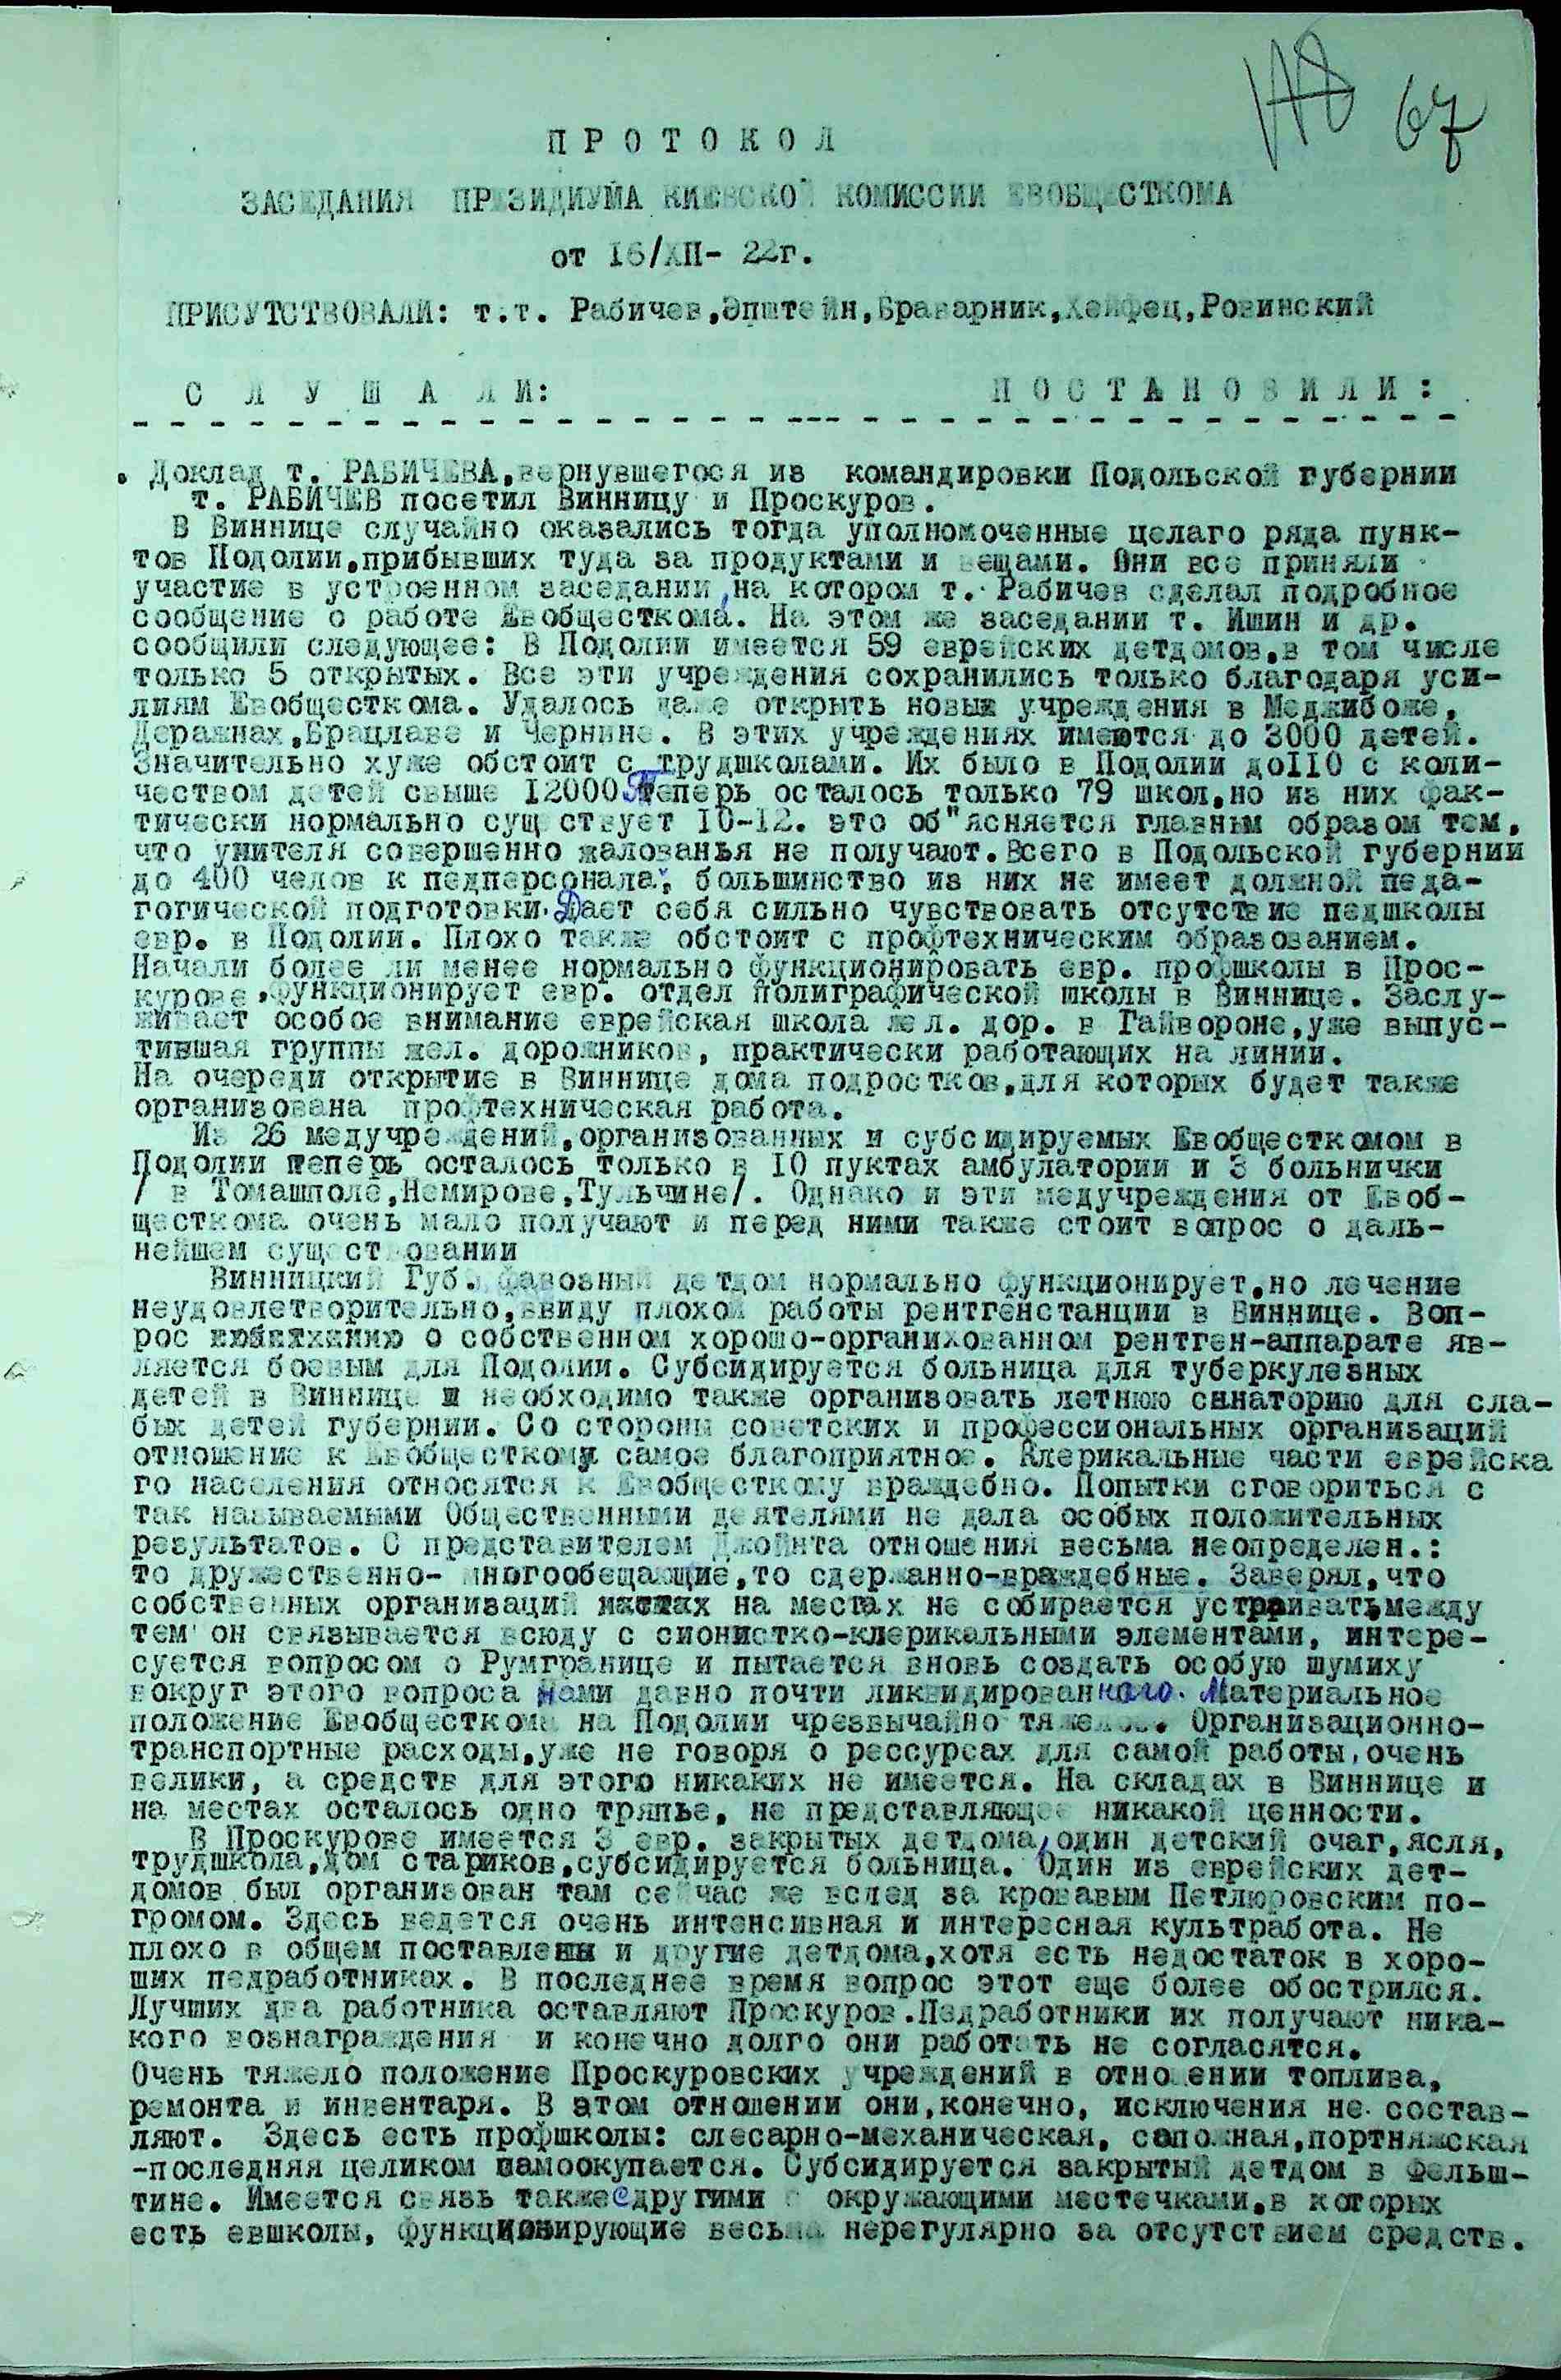 118 67
П Р О Т О К О Л
ЗАСЕДАНИЯ ПРЕЗИДИУМА КИЕВСКОЙ КОМИССИИ ЕВОБЩЕСТКОМА
от 16/XII- 22г.
ПРИСУТСТВОВАЛИ: т.т. Рабичев,Эпштейн,Браварник,Хейфец,Ровинский
С Л У Ш А Л И: П О С Т А Н О В И Л И :
. Доклад т. РАБИЧЕВА,вернувшегося из командировки Подольской губернии
т. РАБИЧЕВ посетил Винницу и Проскуров.
В Виннице случайно оказались тогда уполномоченные целаго ряда пунк-
тов Подолии,прибывших туда за продуктами и вещами. Они все приняли
участие в устроенном заседании,на котором т. Рабичев сделал подробное
сообщение о работе Евобщесткома. На этом же заседании т. Ишин и др.
сообщили следующее: В Подолии имеется 59 еврейских детдомов,в том числе
только 5 открытых. Все эти учреждения сохранились только благодаря уси-
лиям Евобщесткома. Удалось даже открыть новыя учреждения в Меджибоже,
Деражнах,Брацлаве и Чернине. В этих учреждениях имеются до 3000 детей.
Значительно хуже обстоит с трудшколами. Их было в Подолии до110 с коли-
чеством детей свыше 12000 Теперь осталось только 79 школ,но из них фак-
тически нормально существует 10-12. это об"ясняется главным образом тем,
что учителя совершенно жалованья не получают.Всего в Подольской губернии
до 400 человек педперсонала, большинство из них не имеет должной педа-
гогической подготовки.Дает себя сильно чувствовать отсутствие педшколы
евр. в Подолии. Плохо также обстоит с профтехническим образованием.
Начали более ли менее нормально функционировать евр. профшколы в Прос-
курове,функционирует евр. отдел полиграфической школы в Виннице. Заслу-
живает особое внимание еврейская школа жел. дор. в Гайвороне,уже выпус-
тившая группы жел. дорожников, практически работающих на линии.
На очереди открытие в Виннице дома подростков,для которых будет также
организована профтехническая работа.
Из 26 медучреждений,организованных и субсидируемых Евобщесткомом в
Подолии теперь осталось только в 10 пуктах амбулатории и 3 больнички
/ в Томашполе,Немирове,Тульчине/. Однако и эти медучреждения от Евоб-
щесткома очень мало получают и перед ними также стоит вопрос о даль-
нейшем существовании
Винницкий Губ. фавозный детдом нормально функционирует,но лечение
неудовлетворительно,ввиду плохой работы рентгенстанции в Виннице. Воп-
рос о собственном хорошо-организованном рентген-аппарате яв-
ляется боевым для Подолии. Субсидируется больница для туберкулезных
детей в Виннице и необходимо также организовать летнюю санаторию для сла-
бых детей губернии. Со стороны советских и профессиональных организаций
отношение к Евобщесткому самое благоприятное. Клерикальные части еврейска
го населения относятся к Евобщесткому враждебно. Попытки сговориться с
так называемыми Общественными деятелями не дала особых положительных
результатов. С представителем Джойнта отношения весьма неопределен.:
то дружественно- многообещающие,то сдержанно-враждебные. Заверял,что
собственных организаций на местах не собирается устраивать,между
тем он связывается всюду с сионистко-клерикальными элементами, интере-
суется вопросом о Румгранице и пытается вновь создать особую шумиху
вокруг этого вопроса нами давно почти ликвидированнаго. Материальное
положение Евобщесткома на Подолии чрезвычайно тяжелое. Организационно-
транспортные расходы,уже не говоря о рессурсах для самой работы,очень
велики, а средств для этого никаких не имеется. На складах в Виннице и
на местах осталось одно тряпье, не представляющее никакой ценности.
В Проскурове имеется 3 евр. закрытых детдома,один детский очаг,ясля,
трудшкола,дом стариков,субсидируется больница. Один из еврейских дет-
домов был организован там сейчас же вслед за кровавым Петлюровским по-
громом. Здесь ведется очень интенсивная и интересная культработа. Не
плохо в общем поставлены и другие детдома,хотя есть недостаток в хоро-
ших педработниках. В последнее время вопрос этот еще более обострился.
Лучших два работника оставляют Проскуров.Педработники их получают ника-
кого вознаграждения и конечно долго они работать не согласятся.
Очень тяжело положение Проскуровских учреждений в отношении топлива,
ремонта и инвентаря. В этом отношении они,конечно, исключения не состав-
ляют. Здесь есть профшколы: слесарно-механическая, сапожная,портняжская
-последняя целиком самоокупается. Субсидируется закрытый детдом в Фельш-
тине. Имеется связь также с другими окружающими местечками,в которых
есть евшколы, функционирующие весьма нерегулярно за отсутствием средств.